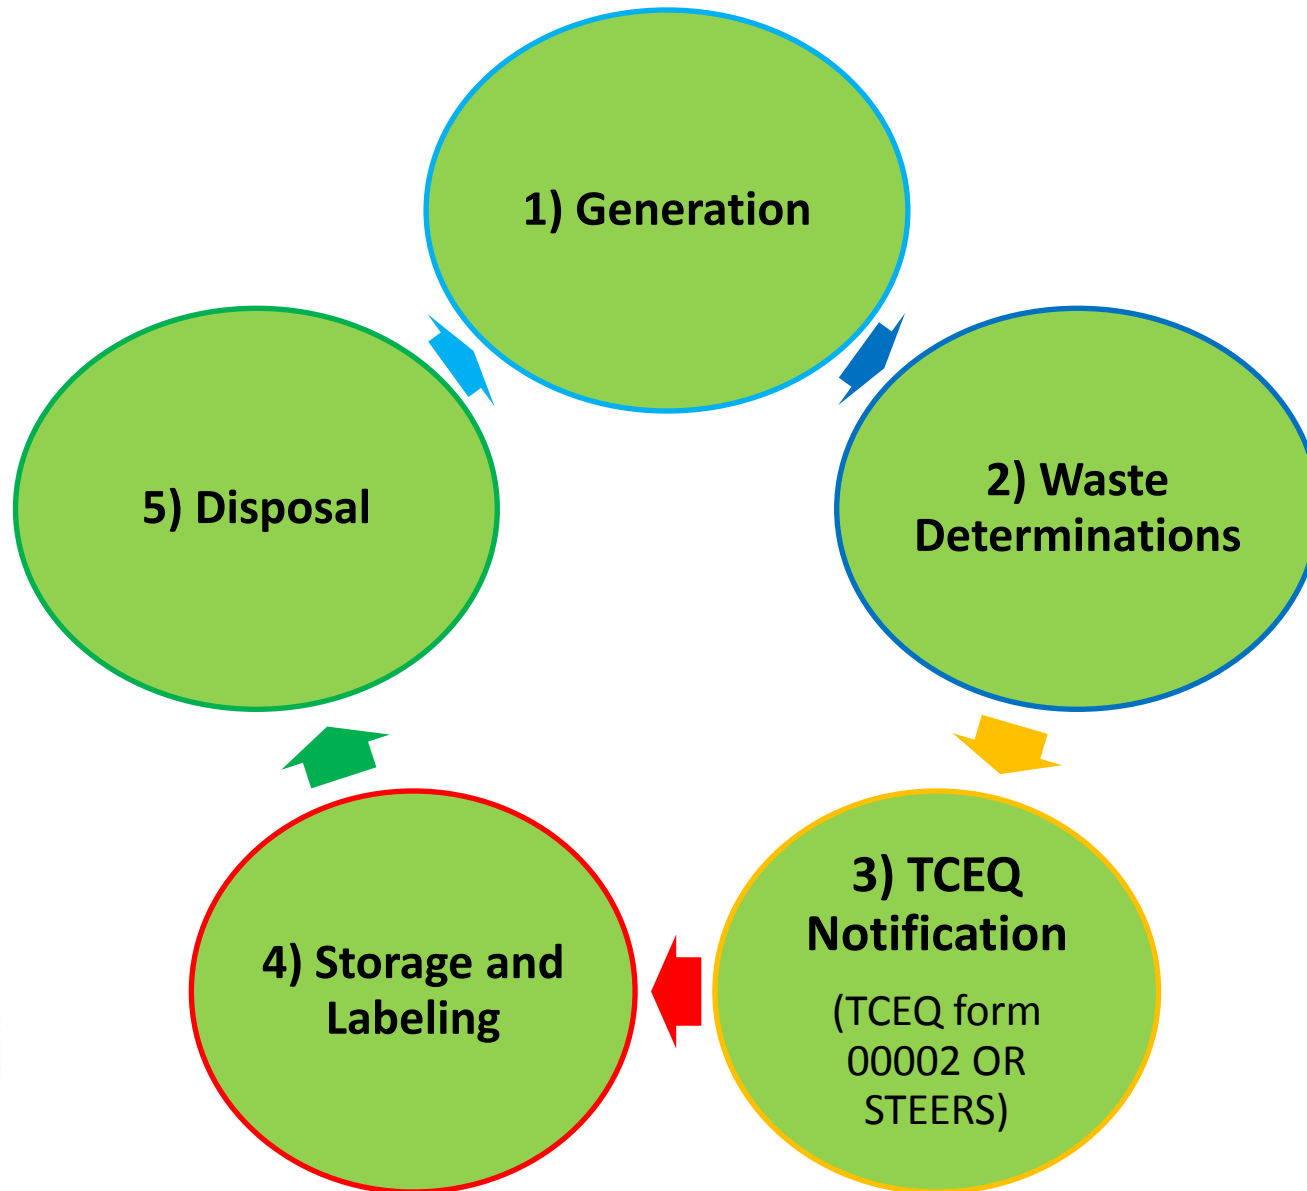 1) Generation
2) Waste
Determinations
3) TCEQ
Notification
(TCEQ form
00002 OR
STEERS)
4) Storage and
Labeling
5) Disposal